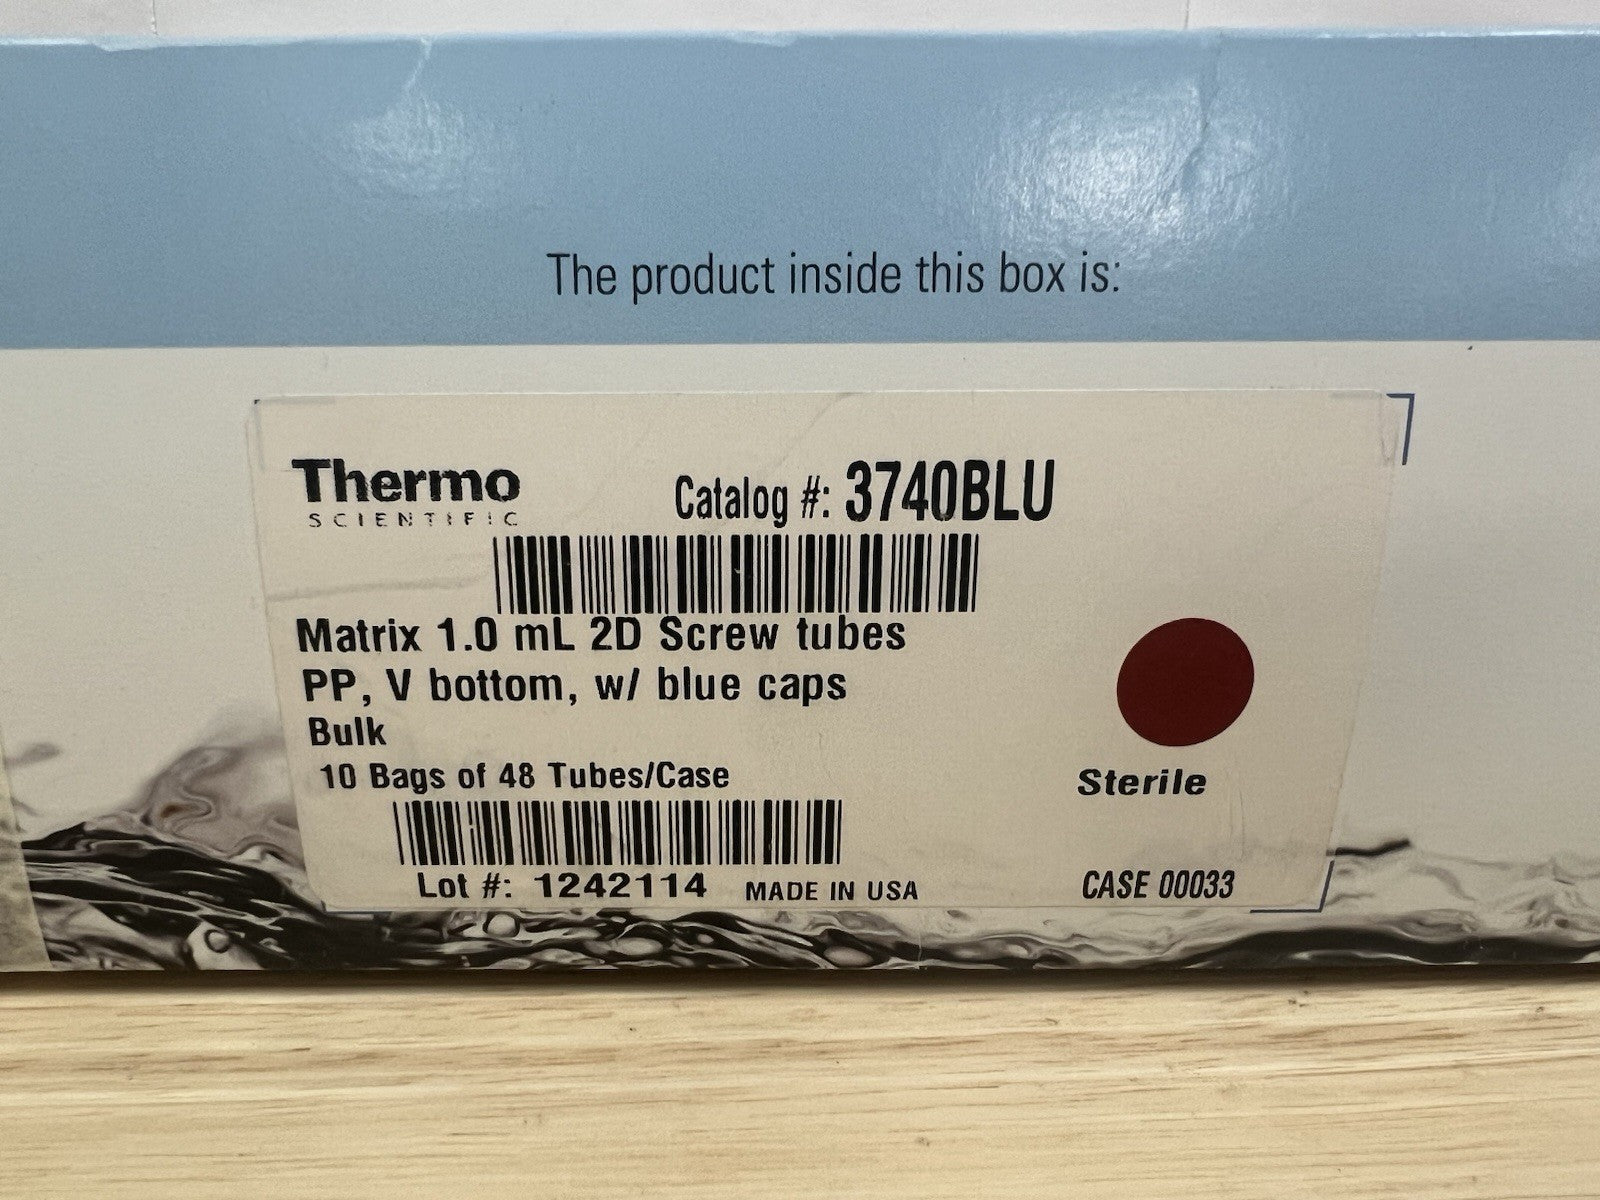 The product inside this box is:
Thermo
SCIENTIFIC
Catalog #: 3740BLU
Matrix 1.0 mL 2D Screw tubes
PP, V bottom, w/ blue caps
Bulk
10 Bags of 48 Tubes/Case
Sterile
Lot #: 1242114 MADE IN USA
CASE 00033